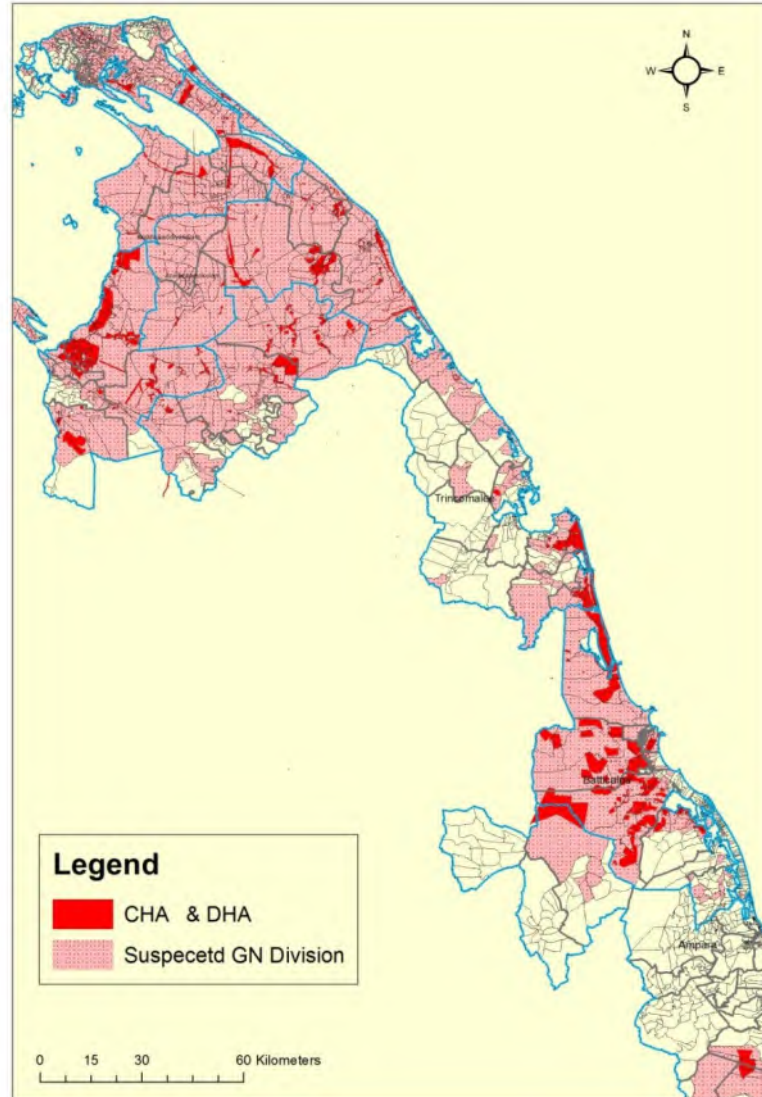 N
W E
S
Trincomalee
Batticaloa
Ampara
Legend
CHA & DHA
Suspecetd GN Division
0 15 30 60 Kilometers